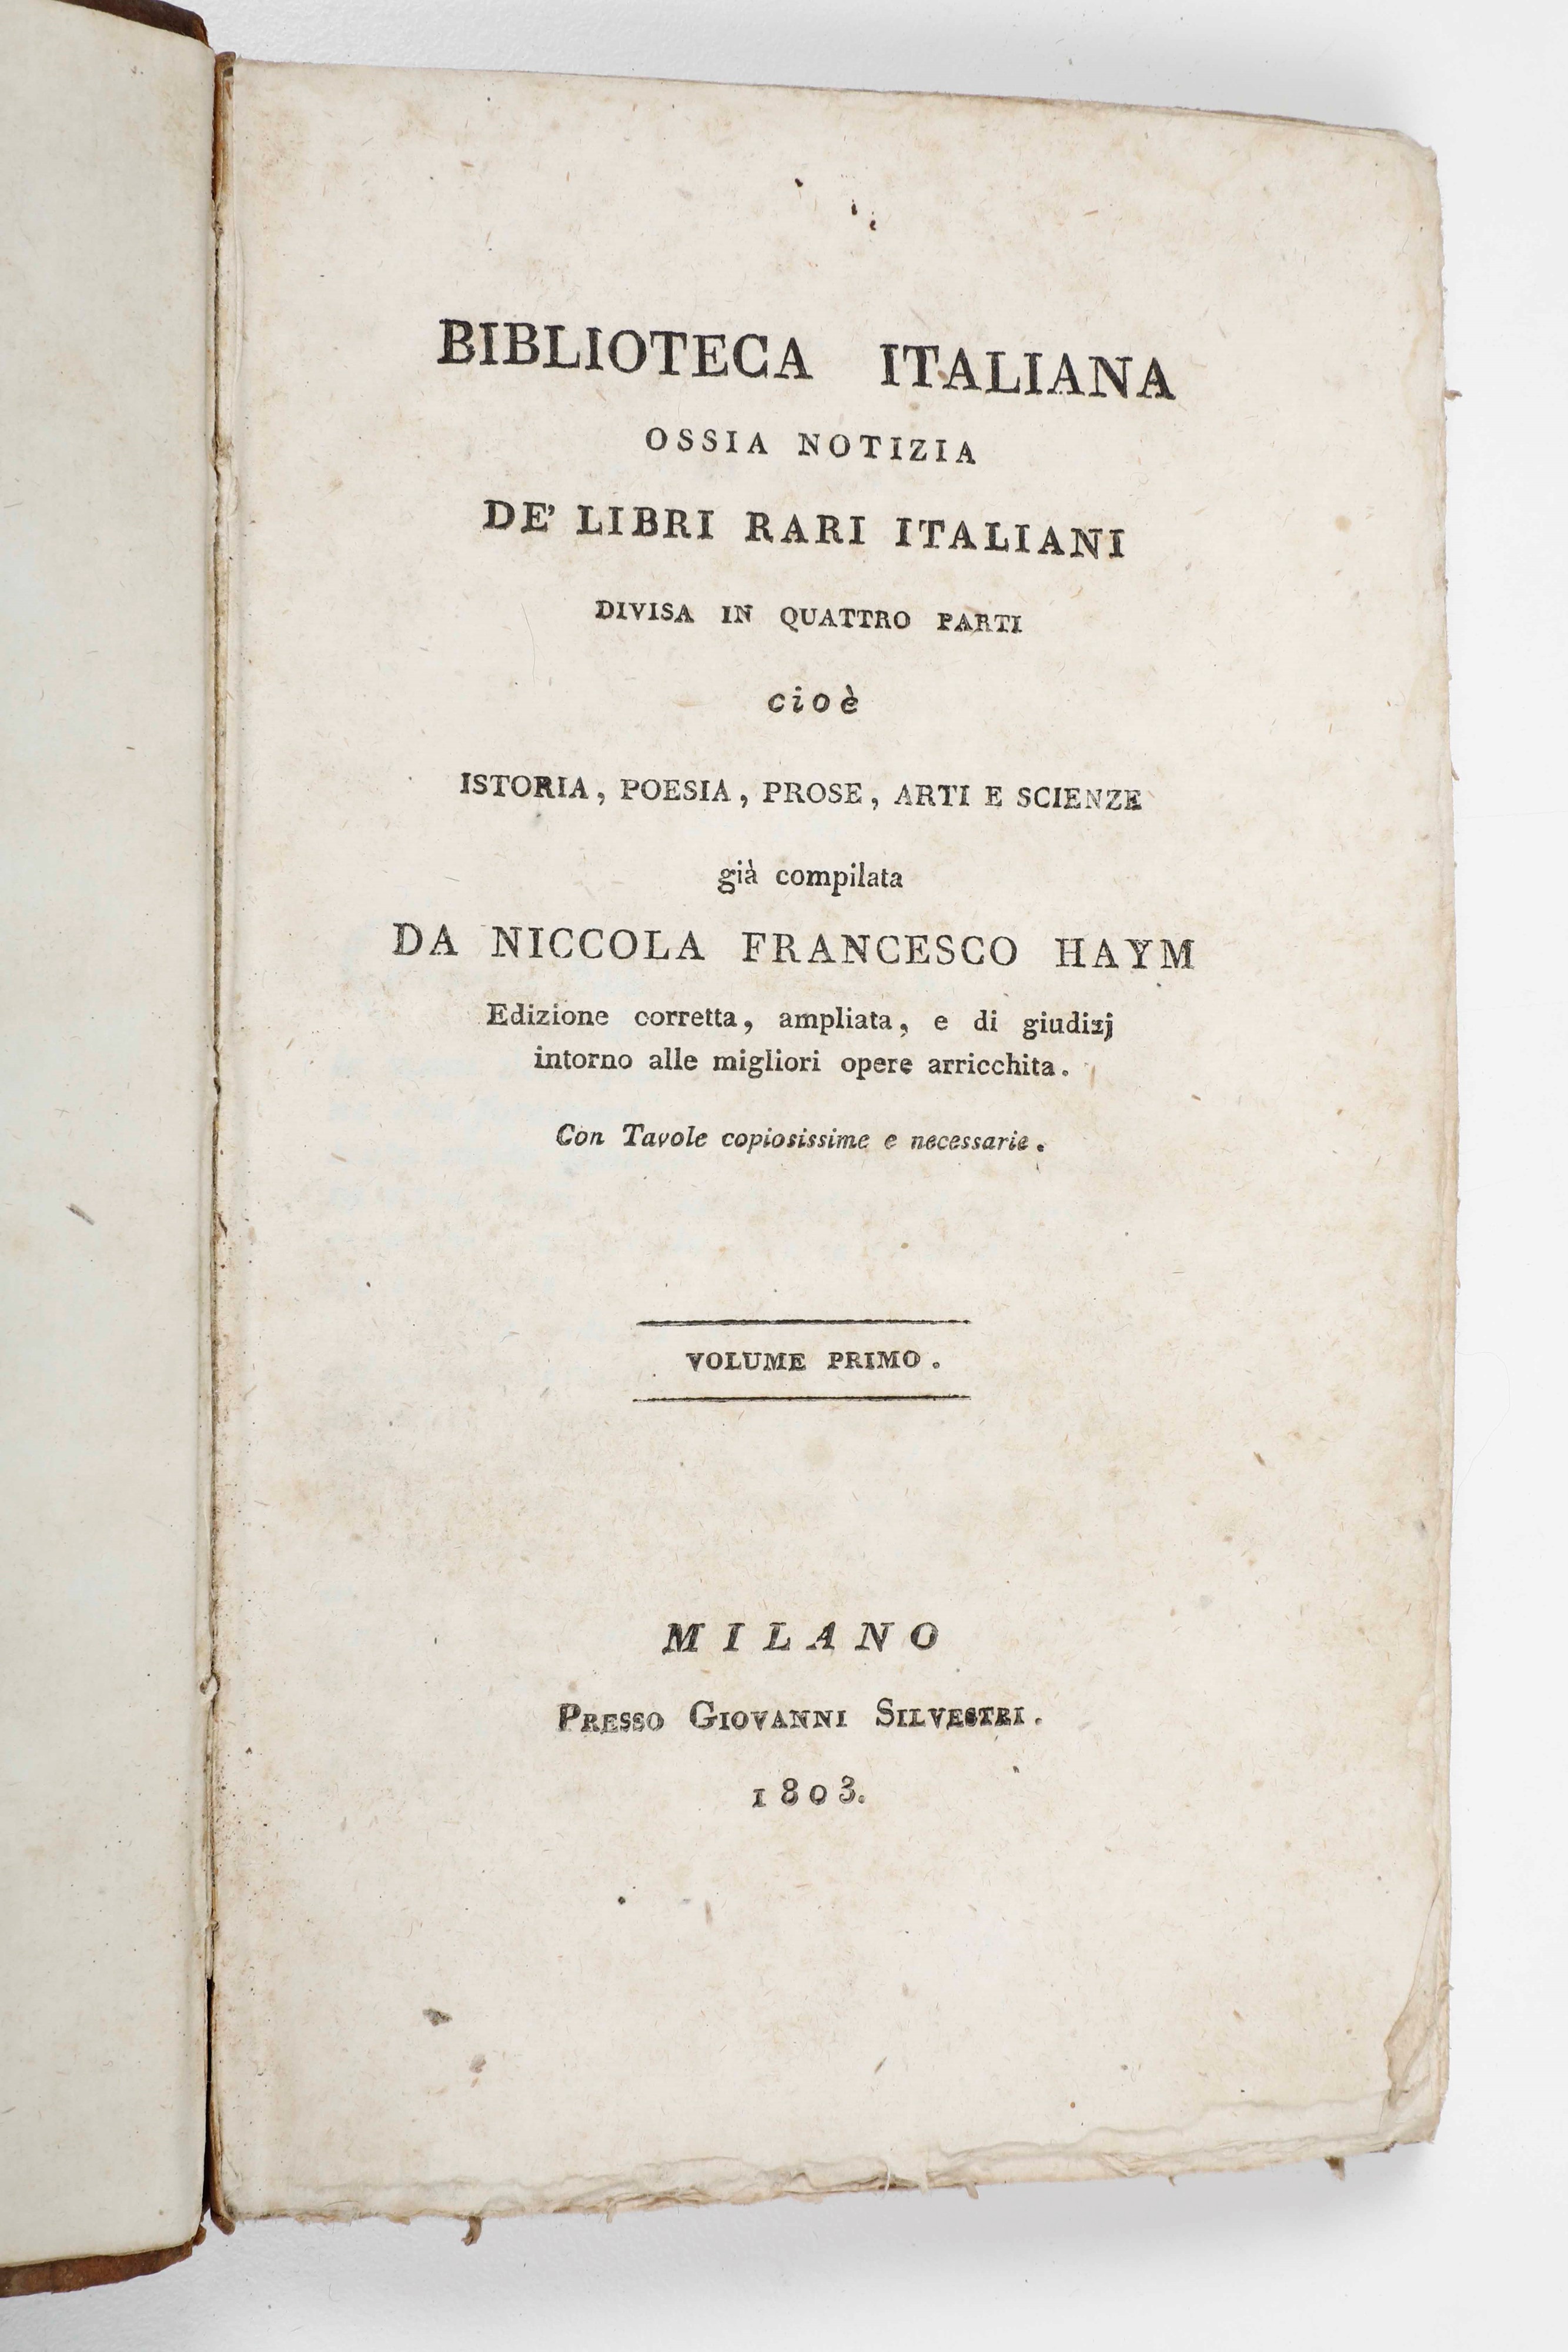 BIBLIOTECA ITALIANA
OSSIA NOTIZIA
DE' LIBRI RARI ITALIANI
DIVISA IN QUATTRO PARTI
cioè
ISTORIA, POESIA, PROSE, ARTI E SCIENZE
già compilata
DA NICCOLA FRANCESCO HAYM
Edizione corretta, ampliata, e di giudizj
intorno alle migliori opere arricchita.
Con Tavole copiosissime e necessarie.
VOLUME PRIMO.
MILANO
PRESSO GIOVANNI SILVESTRI.
1803.